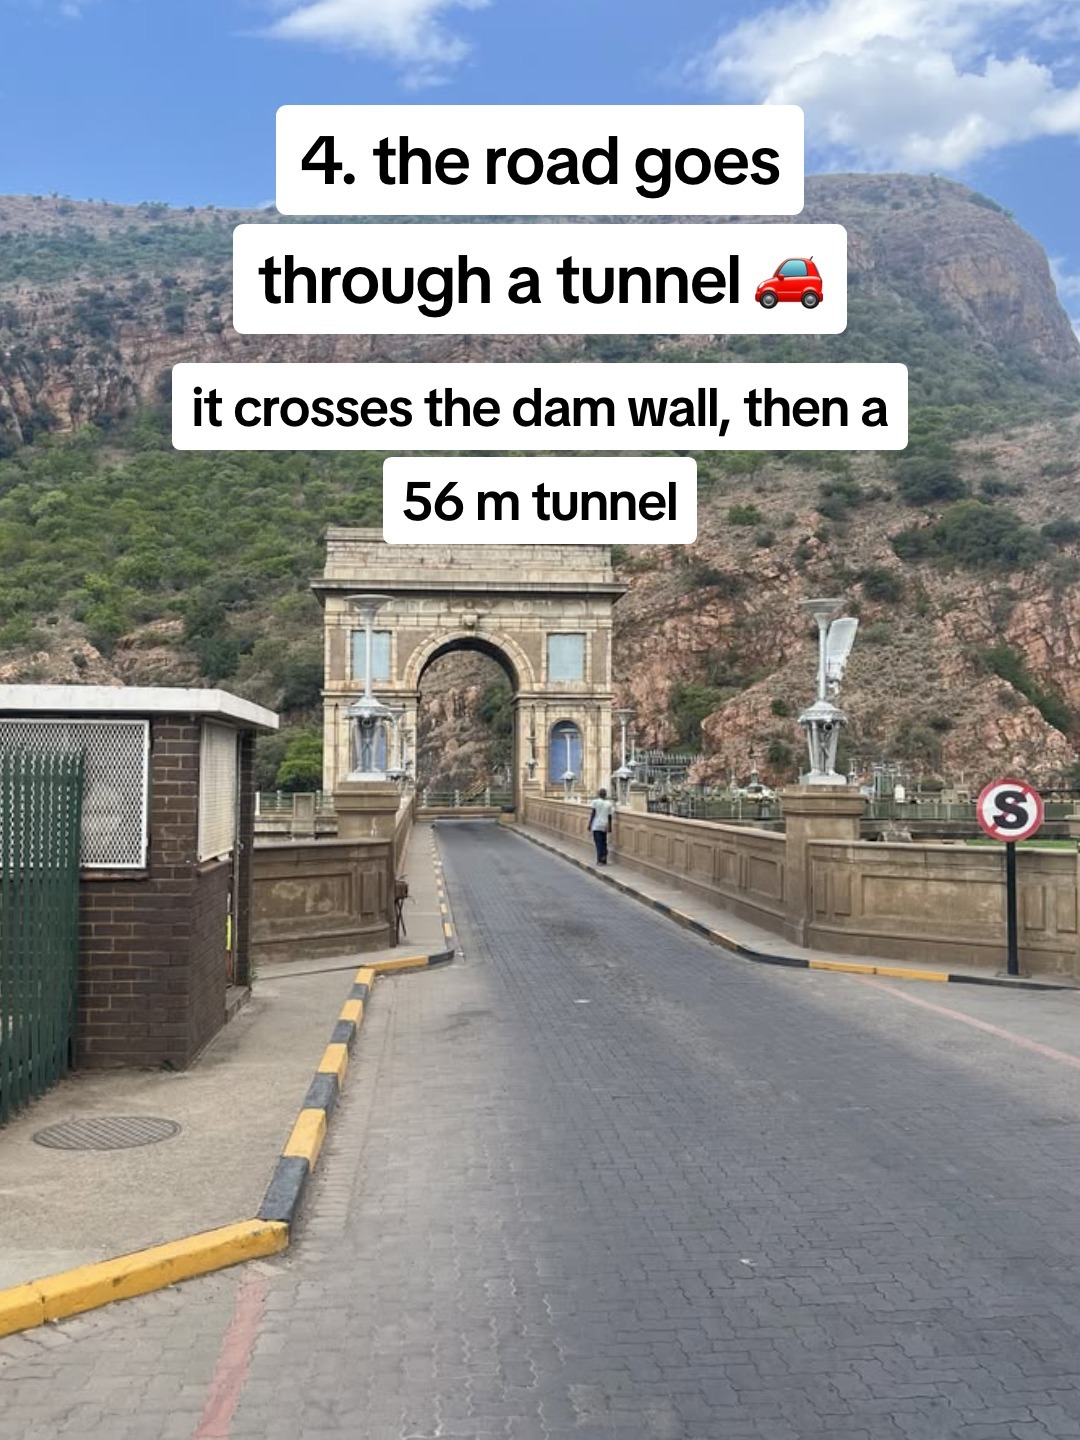 4. the road goes
through a tunnel 🚗
it crosses the dam wall, then a
56 m tunnel
S